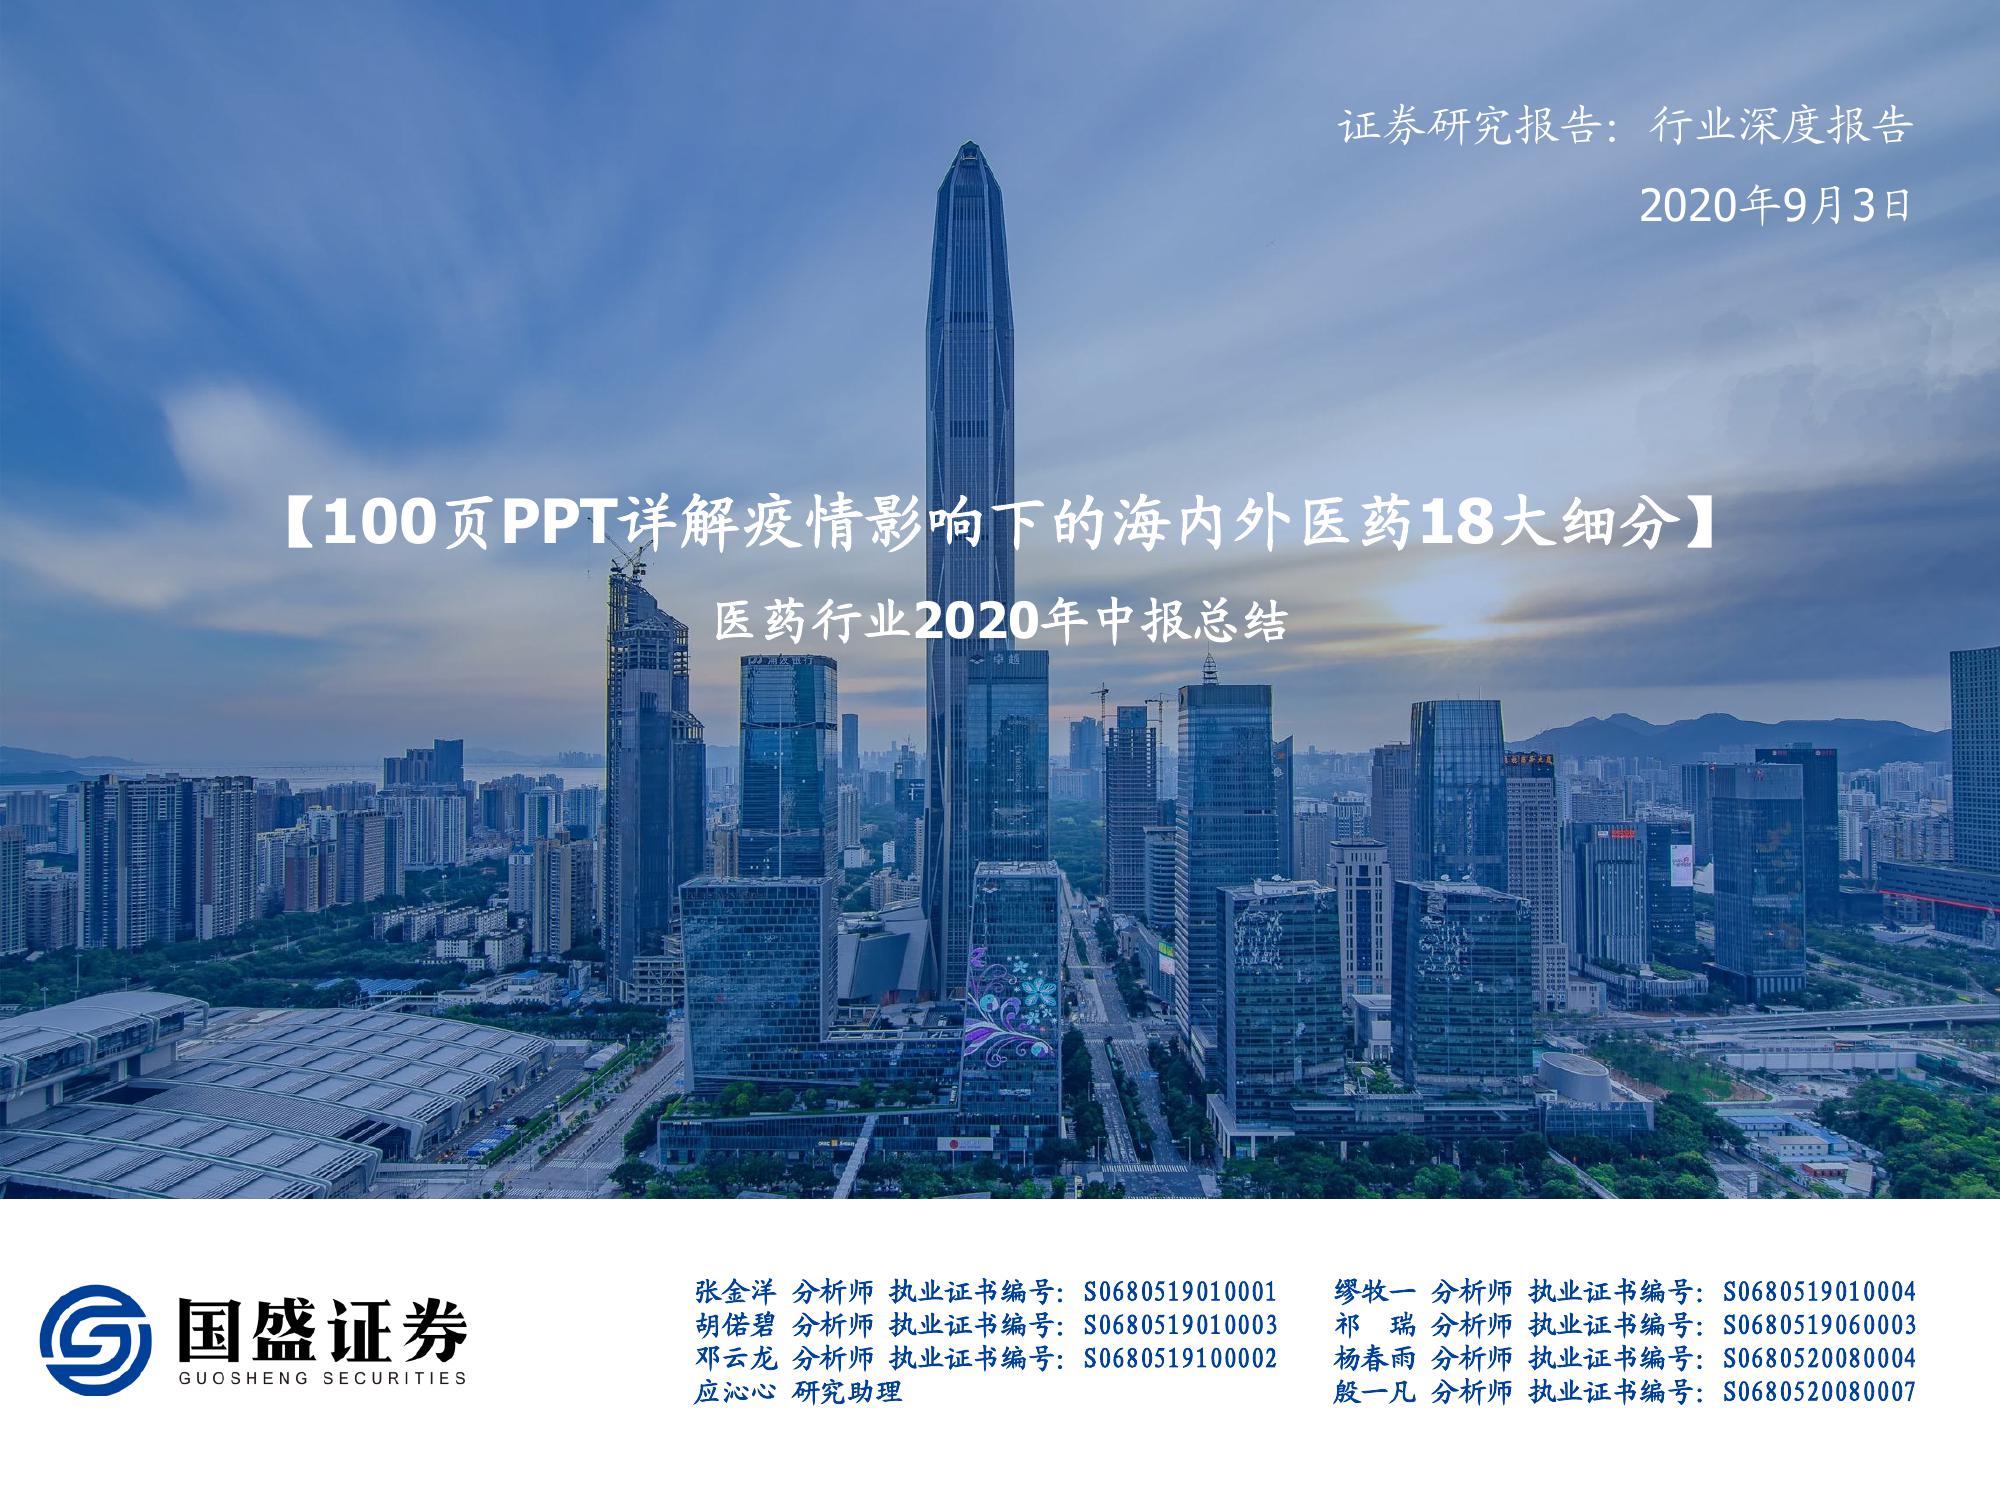 证券研究报告：行业深度报告
2020年9月3日
【100页PPT详解疫情影响下的海内外医药18大细分】
医药行业2020年中报总结
卓越
国盛证券
GUOSHENG SECURITIES
张金洋 分析师 执业证书编号：S0680519010001
胡偌碧 分析师 执业证书编号：S0680519010003
邓云龙 分析师 执业证书编号：S0680519100002
应沁心 研究助理
缪牧一 分析师 执业证书编号：S0680519010004
祁 瑞 分析师 执业证书编号：S0680519060003
杨春雨 分析师 执业证书编号：S0680520080004
殷一凡 分析师 执业证书编号：S0680520080007